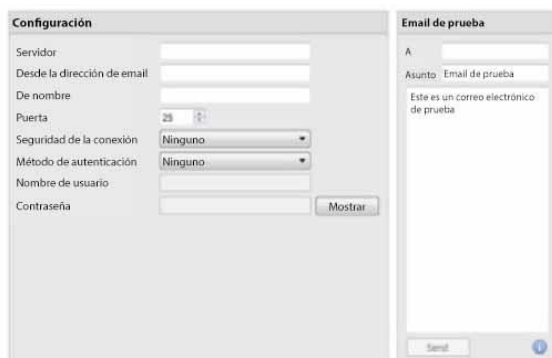 Configuración
Servidor
Desde la dirección de email
De nombre
Puerta 25
Seguridad de la conexión Ninguno
Método de autenticación Ninguno
Nombre de usuario
Contraseña Mostrar
Email de prueba
A
Asunto Email de prueba
Este es un correo electrónico
de prueba
Send